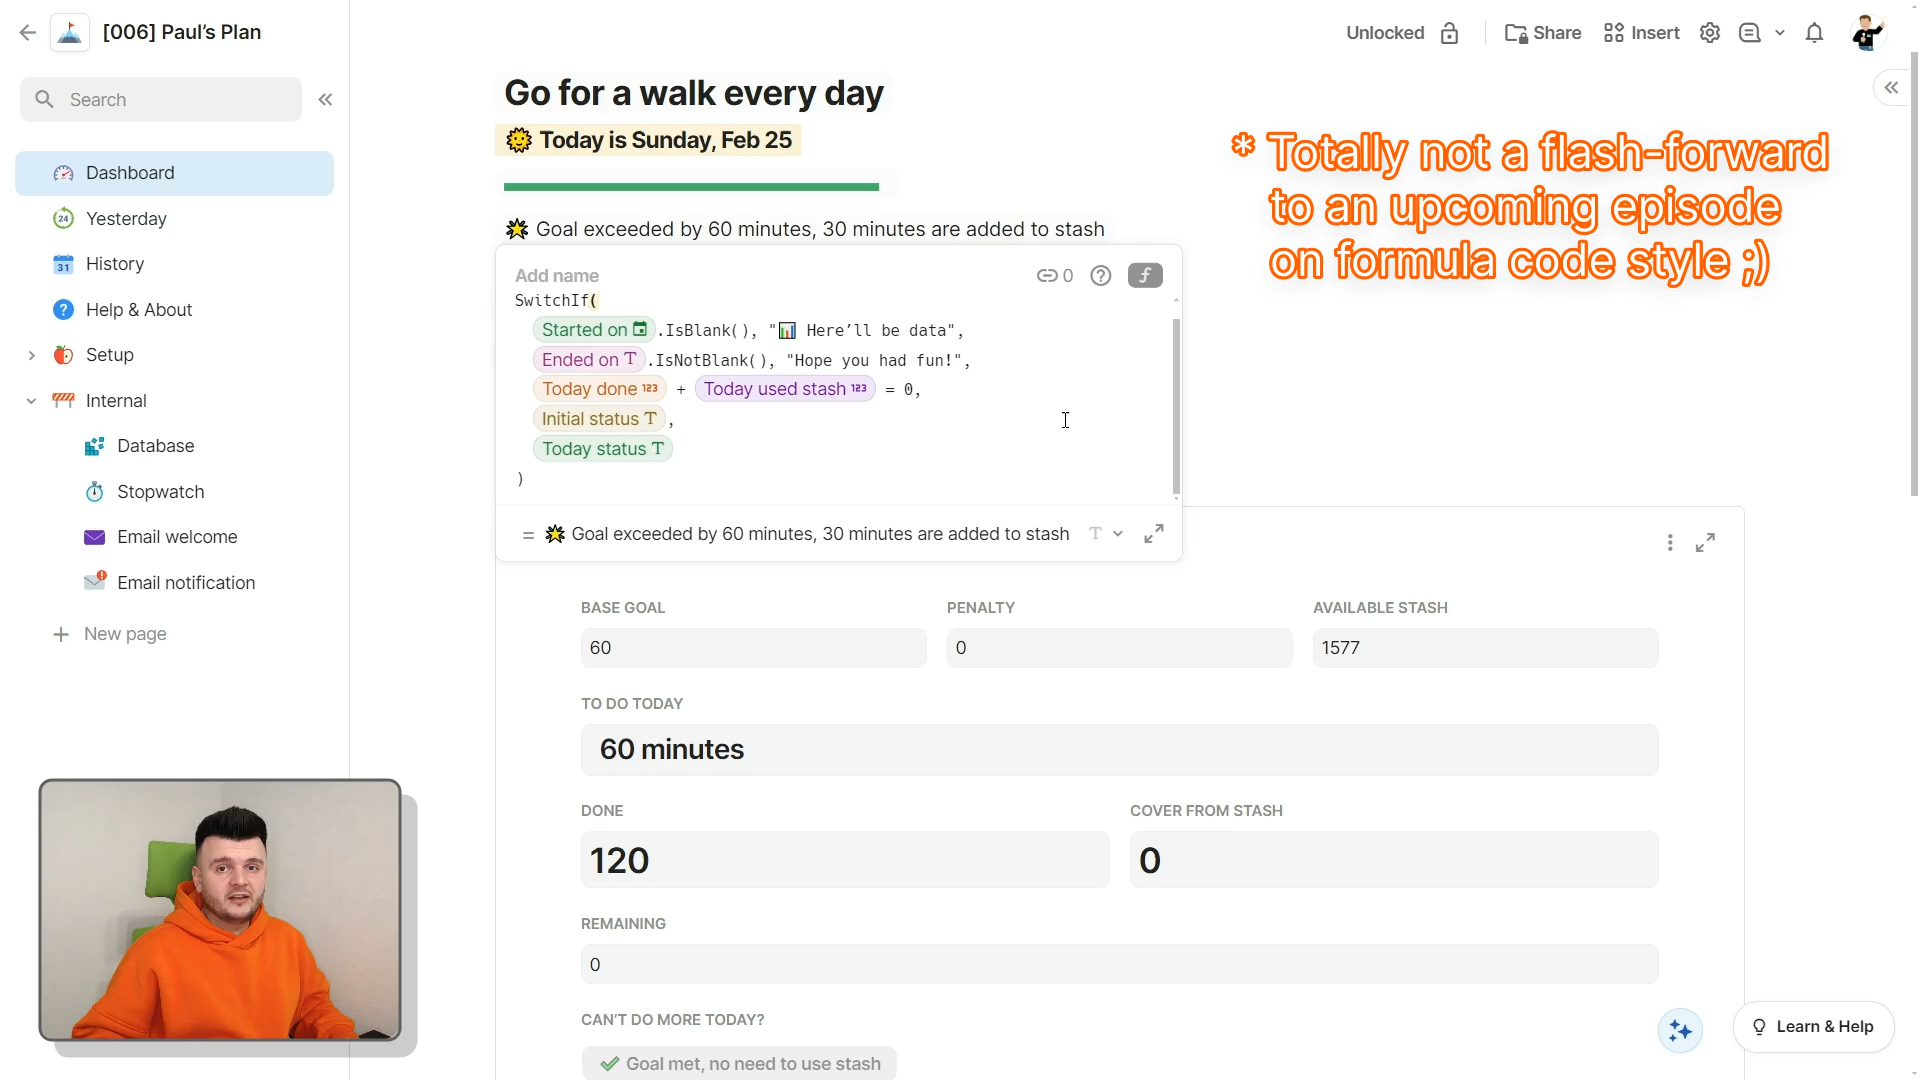 [006] Paul’s Plan
Unlocked
Share
Insert
Search
Dashboard
24
Yesterday
31
History
Help & About
Setup
Internal
Database
Stopwatch
Email welcome
Email notification
New page
Go for a walk every day
Today is Sunday, Feb 25
Goal exceeded by 60 minutes, 30 minutes are added to stash
* Totally not a flash-forward
to an upcoming episode
on formula code style ;)
Add name
0
SwitchIf(
Started on .IsBlank(), "📊 Here’ll be data",
Ended on T .IsNotBlank(), "Hope you had fun!",
Today done 123 + Today used stash 123 = 0,
Initial status T ,
Today status T
)
= 🌟 Goal exceeded by 60 minutes, 30 minutes are added to stash T
BASE GOAL
60
PENALTY
0
AVAILABLE STASH
1577
TO DO TODAY
60 minutes
DONE
120
COVER FROM STASH
0
REMAINING
0
CAN’T DO MORE TODAY?
Goal met, no need to use stash
Learn & Help